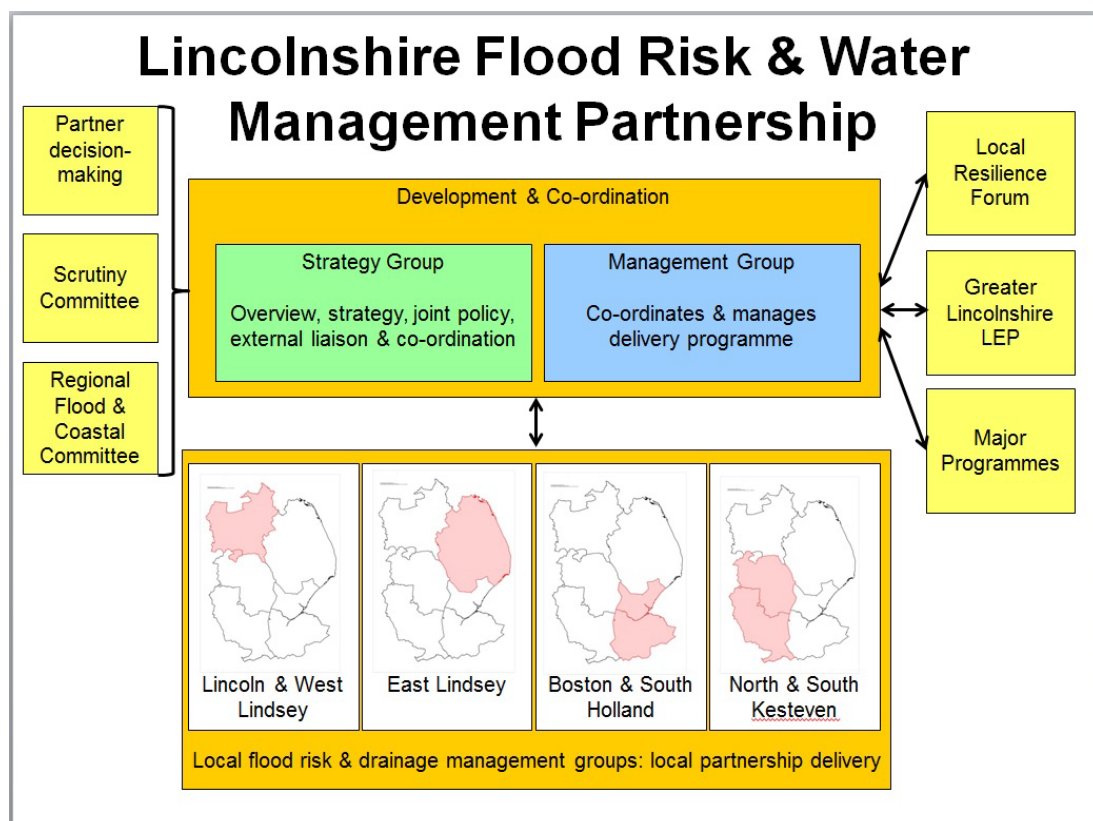 Lincolnshire Flood Risk & Water
Management Partnership
Partner
decision-
making
Scrutiny
Committee
Regional
Flood &
Coastal
Committee
Development & Co-ordination
Strategy Group
Overview, strategy, joint policy,
external liaison & co-ordination
Management Group
Co-ordinates & manages
delivery programme
Local
Resilience
Forum
Greater
Lincolnshire
LEP
Major
Programmes
Lincoln & West
Lindsey
East Lindsey
Boston & South
Holland
North & South
Kesteven
Local flood risk & drainage management groups: local partnership delivery